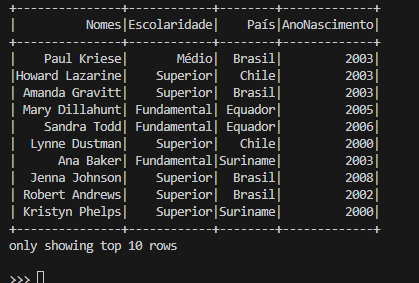 +---------------+------------+--------+--------------+
|          Nomes|Escolaridade|    País|AnoNascimento|
+---------------+------------+--------+--------------+
|    Paul Kriese|       Médio|  Brasil|         2003|
|Howard Lazarine|    Superior|   Chile|         2003|
| Amanda Gravitt|    Superior|  Brasil|         2003|
| Mary Dillahunt| Fundamental| Equador|         2005|
|    Sandra Todd| Fundamental| Equador|         2006|
|   Lynne Dustman|    Superior|   Chile|         2000|
|      Ana Baker| Fundamental|Suriname|         2003|
|  Jenna Johnson|    Superior|  Brasil|         2008|
| Robert Andrews|    Superior|  Brasil|         2002|
| Kristyn Phelps|    Superior|Suriname|         2000|
+---------------+------------+--------+--------------+
only showing top 10 rows
>>>